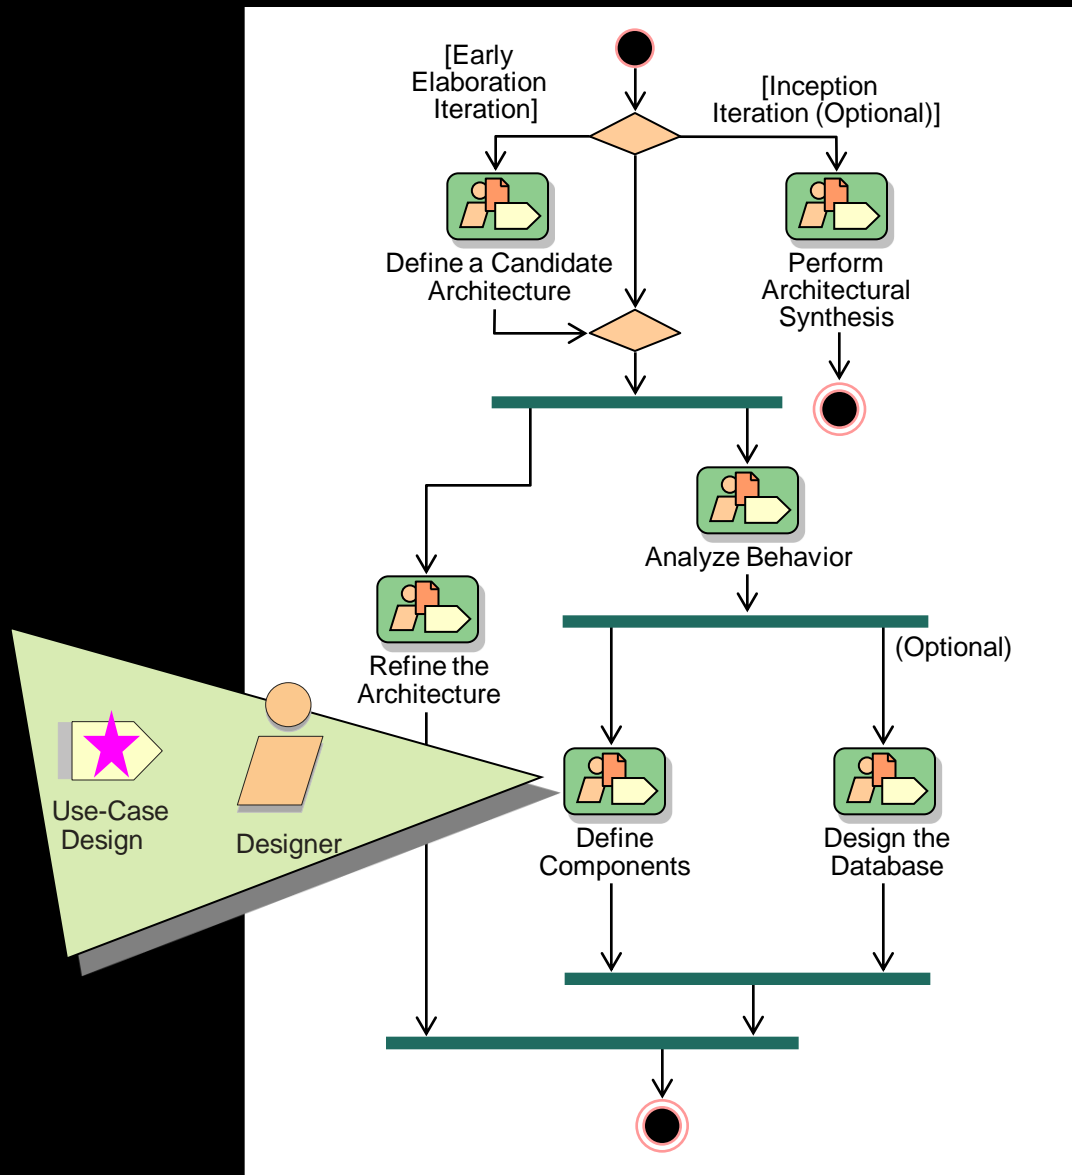 [Early
Elaboration
Iteration]
[Inception
Iteration (Optional)]
Define a Candidate
Architecture
Perform
Architectural
Synthesis
Analyze Behavior
(Optional)
Refine the
Architecture
Use-Case
Design
Designer
Define
Components
Design the
Database